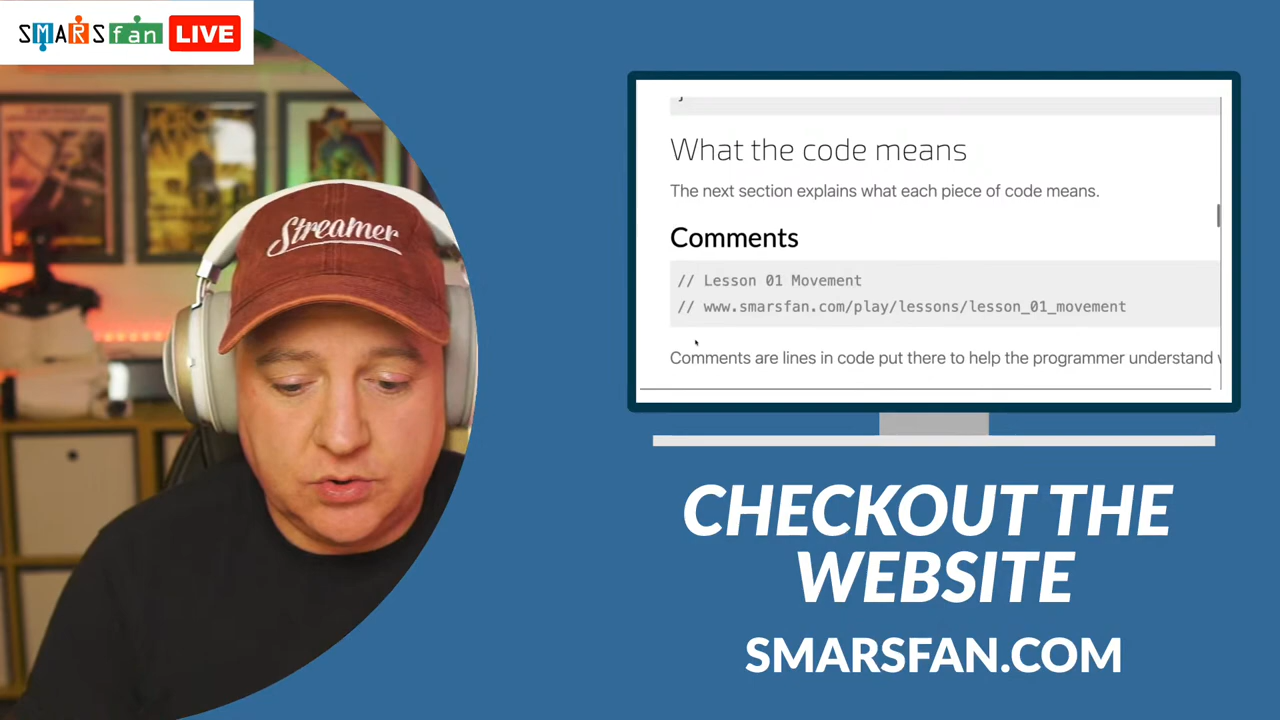 SMARSfan LIVE
Streamer
What the code means
The next section explains what each piece of code means.
Comments
// Lesson 01 Movement
// www.smarsfan.com/play/lessons/lesson_01_movement
Comments are lines in code put there to help the programmer understand
CHECKOUT THE
WEBSITE
SMARSFAN.COM